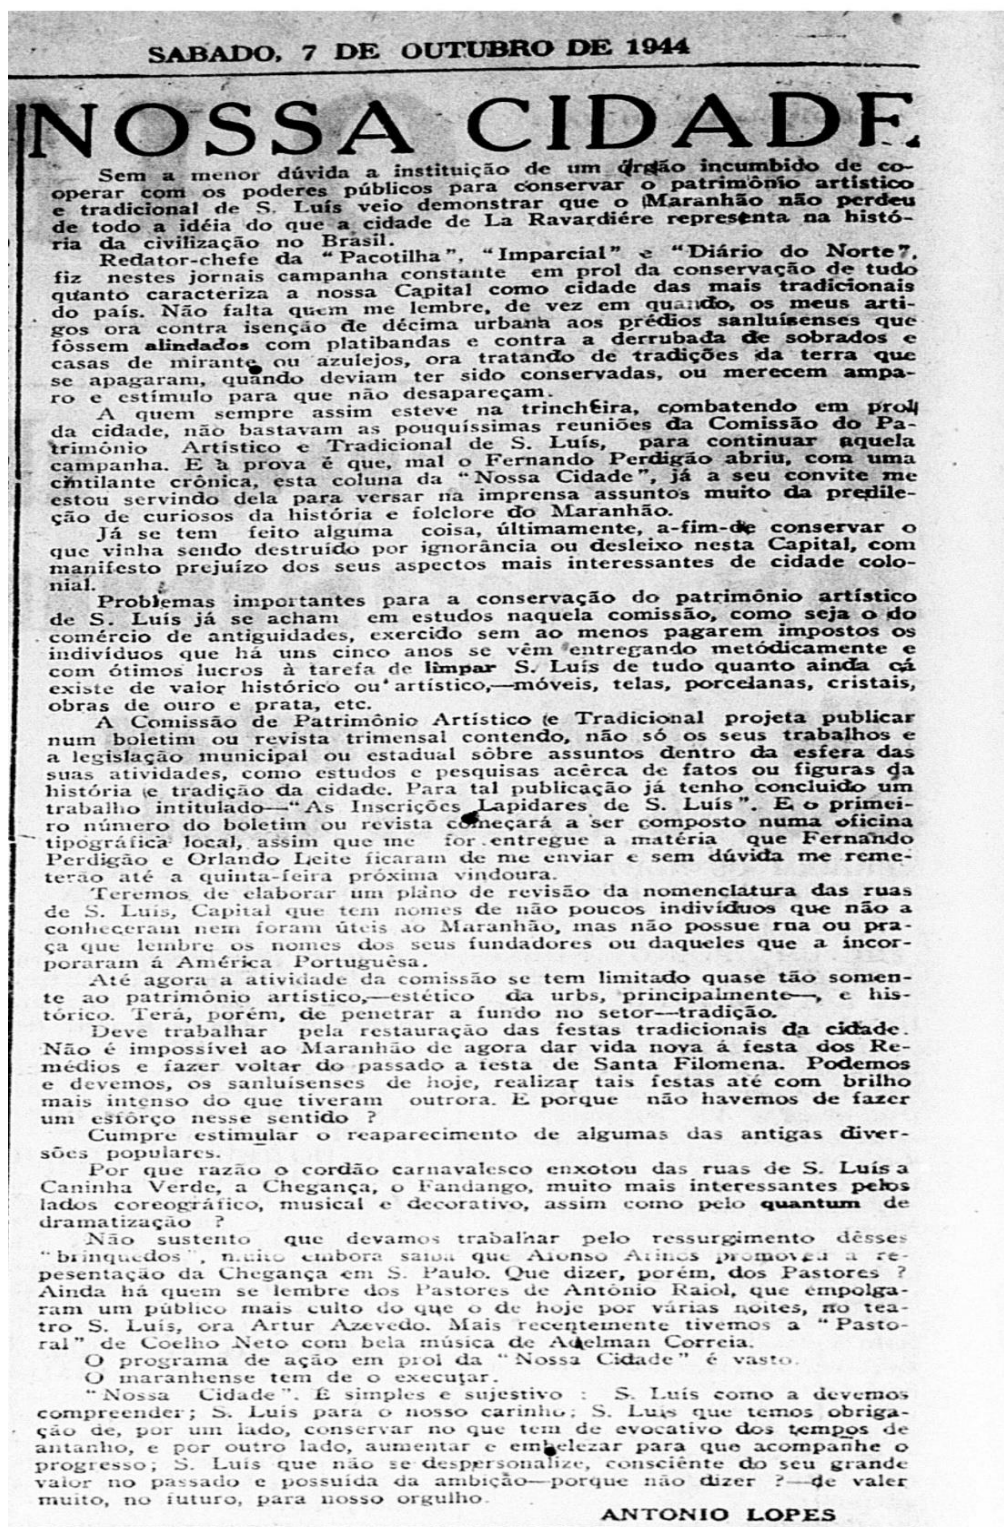 SABADO, 7 DE OUTUBRO DE 1944
NOSSA CIDADE
Sem a menor dúvida a instituição de um órgão incumbido de co-
operar com os poderes públicos para conservar o patrimônio artístico
e tradicional de S. Luís veio demonstrar que o Maranhão não perdeu
de todo a idéia do que a cidade de La Ravardiére representa na histó-
ria da civilização no Brasil.
Redator-chefe da "Pacotilha", "Imparcial" e "Diário do Norte",
fiz nestes jornais campanha constante em prol da conservação de tudo
quanto caracteriza a nossa Capital como cidade das mais tradicionais
do país. Não falta quem me lembre, de vez em quando, os meus arti-
gos ora contra isenção de décima urbana aos prédios sanluisenses que
fôssem alindados com platibandas e contra a derrubada de sobrados e
casas de mirante ou azulejos, ora tratando de tradições da terra que
se apagaram, quando deviam ter sido conservadas, ou merecem ampa-
ro e estímulo para que não desapareçam.
A quem sempre assim esteve na trincheira, combatendo em prol
da cidade, não bastavam as pouquíssimas reuniões da Comissão do Pa-
trimônio Artístico e Tradicional de S. Luís, para continuar aquela
campanha. E a prova é que, mal o Fernando Perdigão abriu, com uma
cintilante crônica, esta coluna da "Nossa Cidade", já a seu convite me
estou servindo dela para versar na imprensa assuntos muito da predile-
ção de curiosos da história e folclore do Maranhão.
Já se tem feito alguma coisa, últimamente, a-fim-de conservar o
que vinha sendo destruído por ignorância ou desleixo nesta Capital, com
manifesto prejuízo dos seus aspectos mais interessantes de cidade colo-
nial.
Problemas importantes para a conservação do patrimônio artístico
de S. Luís já se acham em estudos naquela comissão, como seja o do
comércio de antiguidades, exercido sem ao menos pagarem impostos os
indivíduos que há uns cinco anos se vêm entregando metódicamente e
com ótimos lucros à tarefa de limpar S. Luís de tudo quanto ainda cá
existe de valor histórico ou artístico,—móveis, telas, porcelanas, cristais,
obras de ouro e prata, etc.
A Comissão de Patrimônio Artístico e Tradicional projeta publicar
num boletim ou revista trimensal contendo, não só os seus trabalhos e
a legislação municipal ou estadual sôbre assuntos dentro da esfera das
suas atividades, como estudos e pesquisas acêrca de fatos ou figuras da
história e tradição da cidade. Para tal publicação já tenho concluído um
trabalho intitulado—"As Inscrições Lapidares de S. Luís". E o primei-
ro número do boletim ou revista começará a ser composto numa oficina
tipográfica local, assim que me for entregue a matéria que Fernando
Perdigão e Orlando Leite ficaram de me enviar e sem dúvida me reme-
terão até a quinta-feira próxima vindoura.
Teremos de elaborar um plano de revisão da nomenclatura das ruas
de S. Luís, Capital que tem nomes de não poucos indivíduos que não a
conheceram nem foram úteis ao Maranhão, mas não possue rua ou pra-
ça que lembre os nomes dos seus fundadores ou daqueles que a incor-
poraram á América Portuguêsa.
Até agora a atividade da comissão se tem limitado quase tão somen-
te ao patrimônio artístico,—estético da urbs, principalmente—, e his-
tórico. Terá, porém, de penetrar a fundo no setor—tradição.
Deve trabalhar pela restauração das festas tradicionais da cidade.
Não é impossível ao Maranhão de agora dar vida nova á festa dos Re-
médios e fazer voltar do passado a festa de Santa Filomena. Podemos
e devemos, os sanluísenses de hoje, realizar tais festas até com brilho
mais intenso do que tiveram outrora. E porque não havemos de fazer
um esfôrço nesse sentido ?
Cumpre estimular o reaparecimento de algumas das antigas diver-
sões populares.
Por que razão o cordão carnavalesco enxotou das ruas de S. Luís a
Caninha Verde, a Chegança, o Fandango, muito mais interessantes pelos
lados coreográfico, musical e decorativo, assim como pelo quantum de
dramatização ?
Não sustento que devamos trabalhar pelo ressurgimento dêsses
"brinquedos", muito embora saiba que Afonso Arinos promoveu a re-
pesentação da Chegança em S. Paulo. Que dizer, porém, dos Pastores ?
Ainda há quem se lembre dos Pastores de Antônio Raiol, que empolga-
ram um público mais culto do que o de hoje por várias noites, no tea-
tro S. Luís, ora Artur Azevedo. Mais recentemente tivemos a "Pasto-
ral" de Coelho Neto com bela música de Adelman Correia.
O programa de ação em prol da "Nossa Cidade" é vasto.
O maranhense tem de o executar.
"Nossa Cidade". É simples e sujestivo : S. Luís como a devemos
compreender; S. Luís para o nosso carinho; S. Luís que temos obriga-
ção de, por um lado, conservar no que tem de evocativo dos tempos de
antanho, e por outro lado, aumentar e embelezar para que acompanhe o
progresso; S. Luís que não se despersonalize, consciênte do seu grande
valor no passado e possuída da ambição—porque não dizer ?—de valer
muito, no futuro, para nosso orgulho.
ANTONIO LOPES